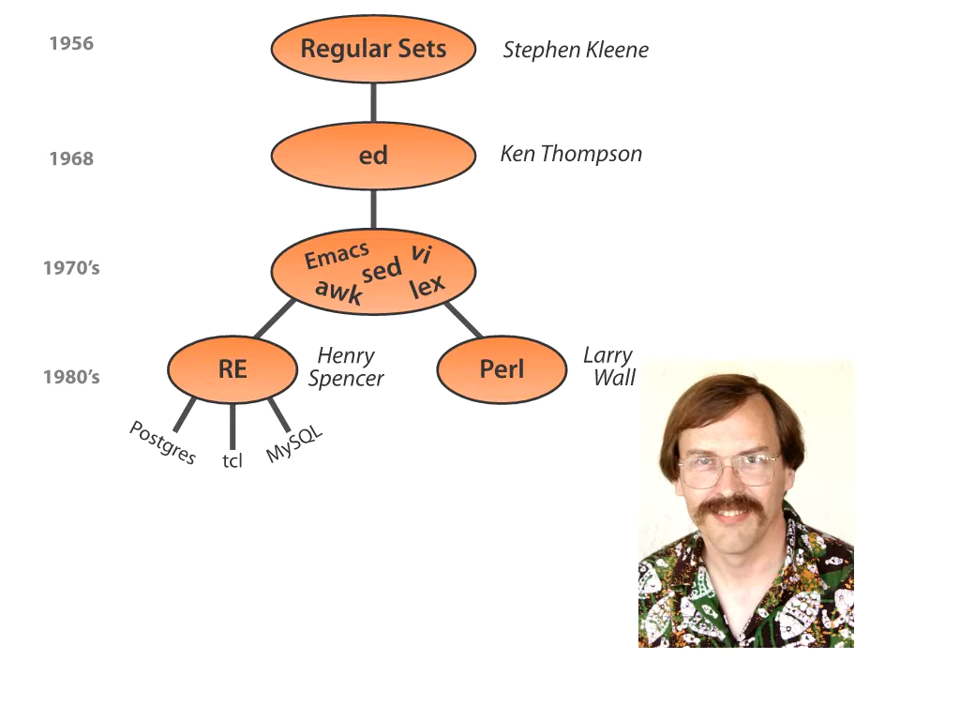 1956
Regular Sets
Stephen Kleene
1968
ed
Ken Thompson
1970’s
Emacs
vi
sed
awk
lex
1980’s
RE
Henry
Spencer
Perl
Larry
Wall
Postgres
tcl
MySQL